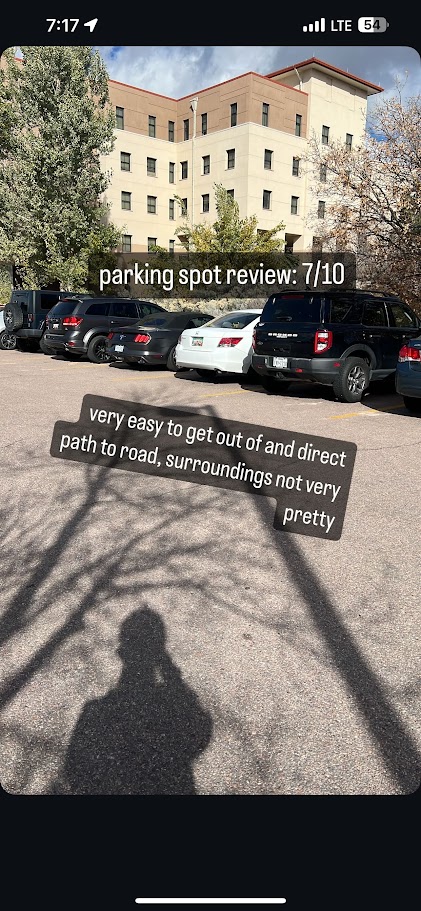 7:17
LTE 54
parking spot review: 7/10
very easy to get out of and direct
path to road, surroundings not very
pretty